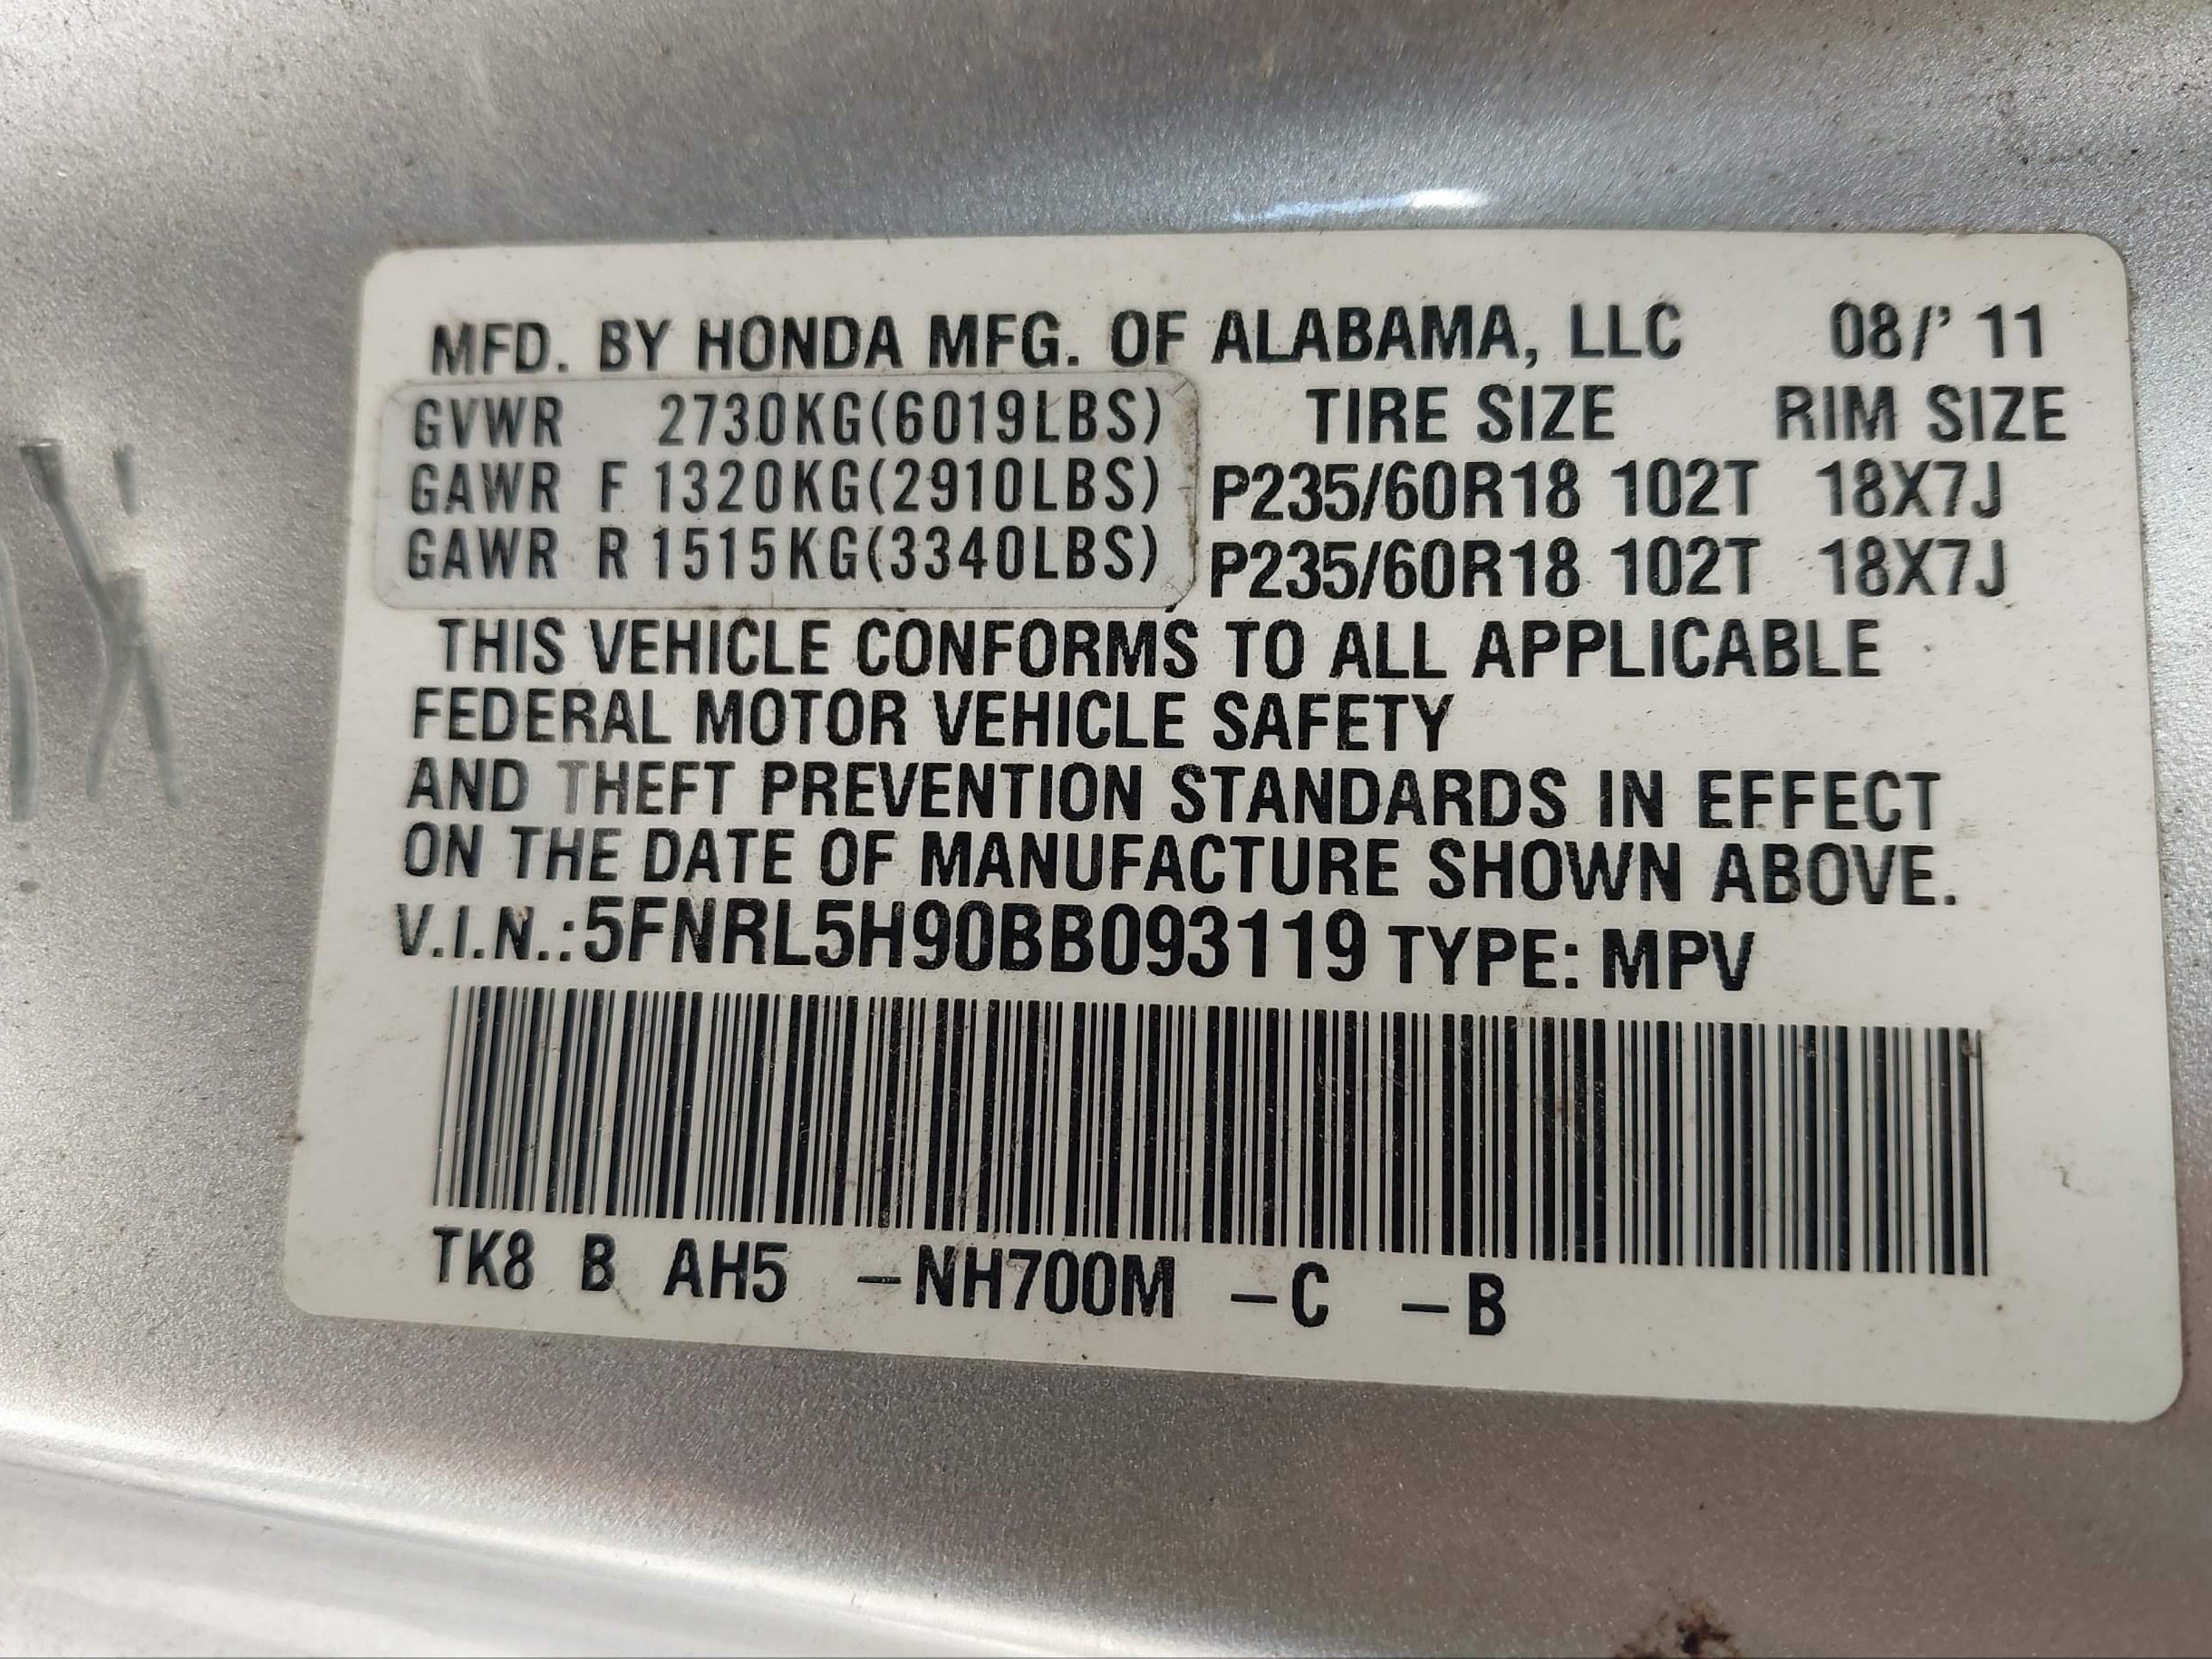 MFD. BY HONDA MFG. OF ALABAMA, LLC 08/' 11
GVWR 2730KG(6019LBS) TIRE SIZE RIM SIZE
GAWR F 1320KG(2910LBS) P235/60R18 102T 18X7J
GAWR R 1515KG(3340LBS) P235/60R18 102T 18X7J
THIS VEHICLE CONFORMS TO ALL APPLICABLE
FEDERAL MOTOR VEHICLE SAFETY
AND THEFT PREVENTION STANDARDS IN EFFECT
ON THE DATE OF MANUFACTURE SHOWN ABOVE.
V.I.N.:5FNRL5H90BB093119 TYPE: MPV
TK8 B AH5 –NH700M –C –B